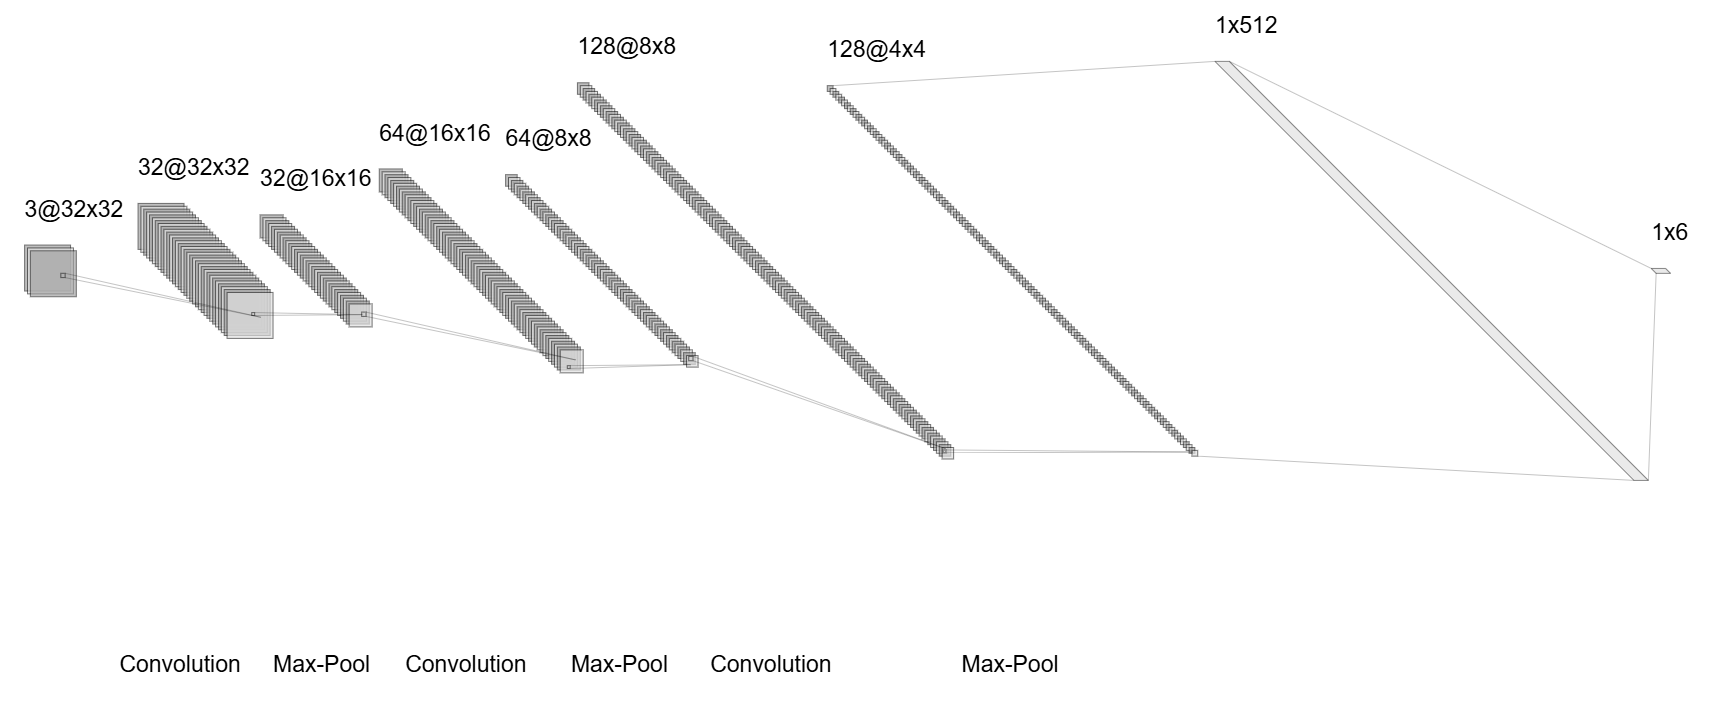 3@32x32
32@32x32
32@16x16
64@16x16
64@8x8
128@8x8
128@4x4
1x512
1x6
Convolution
Max-Pool
Convolution
Max-Pool
Convolution
Max-Pool